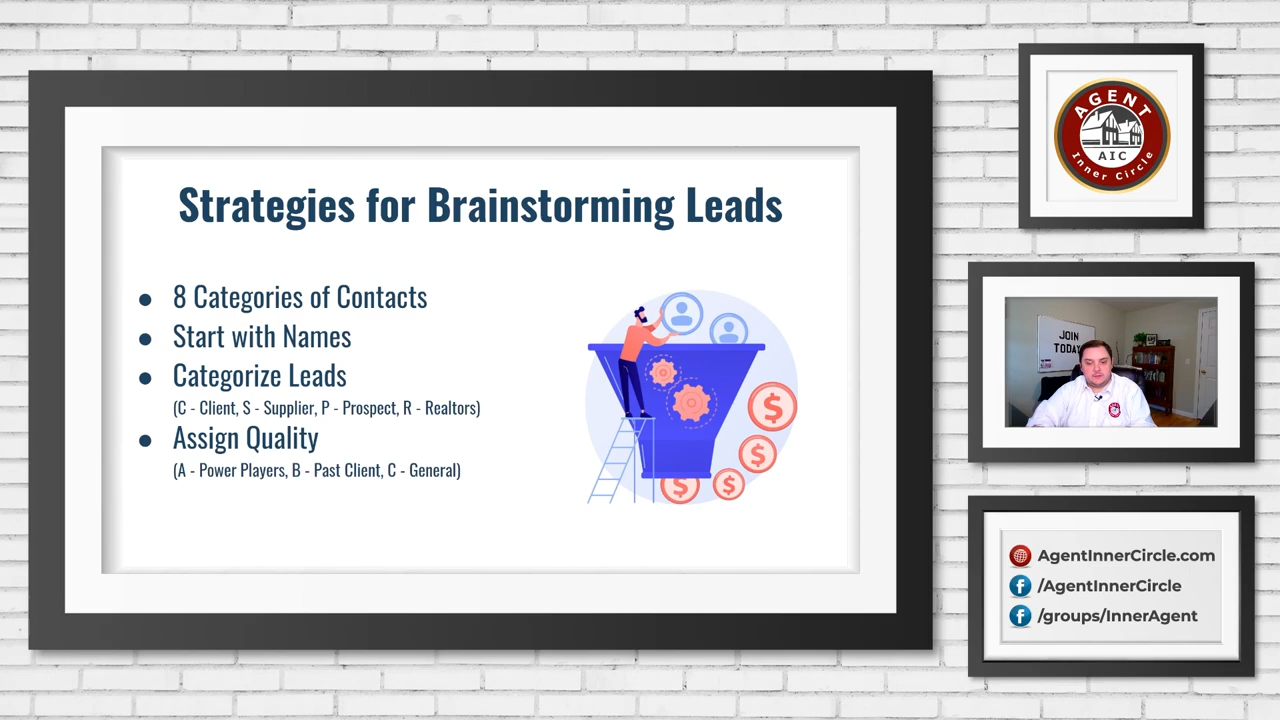 Strategies for Brainstorming Leads
● 8 Categories of Contacts
● Start with Names
● Categorize Leads
(C - Client, S - Supplier, P - Prospect, R - Realtors)
● Assign Quality
(A - Power Players, B - Past Client, C - General)
AGENT
AIC
Inner Circle
JOIN
TODAY
AgentInnerCircle.com
/AgentInnerCircle
/groups/InnerAgent